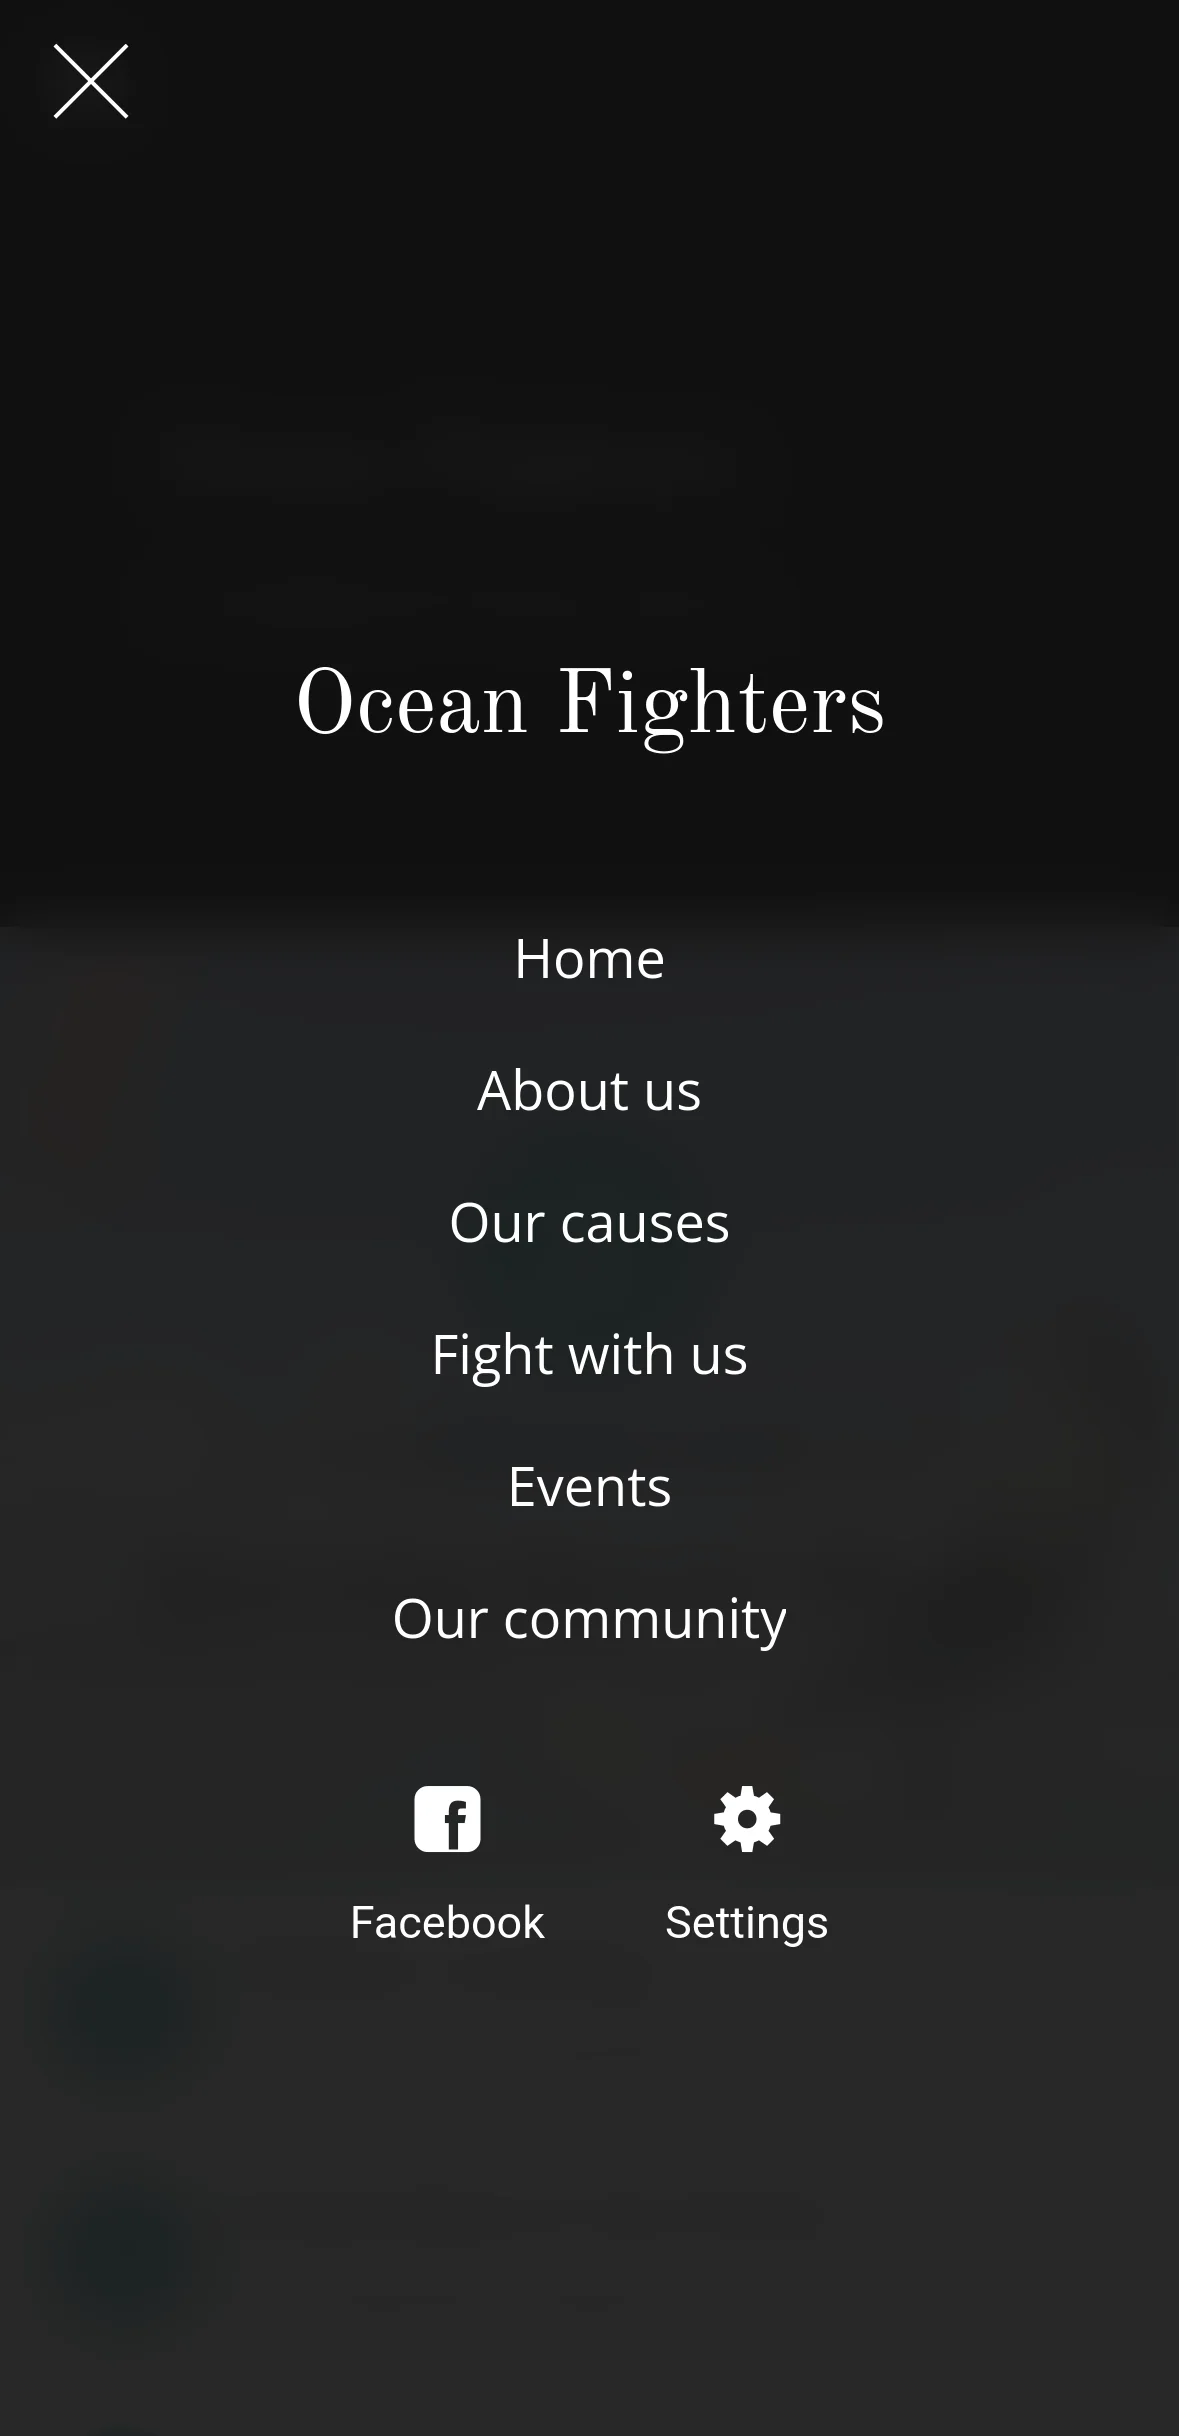 Ocean Fighters
Home
About us
Our causes
Fight with us
Events
Our community
Facebook
Settings